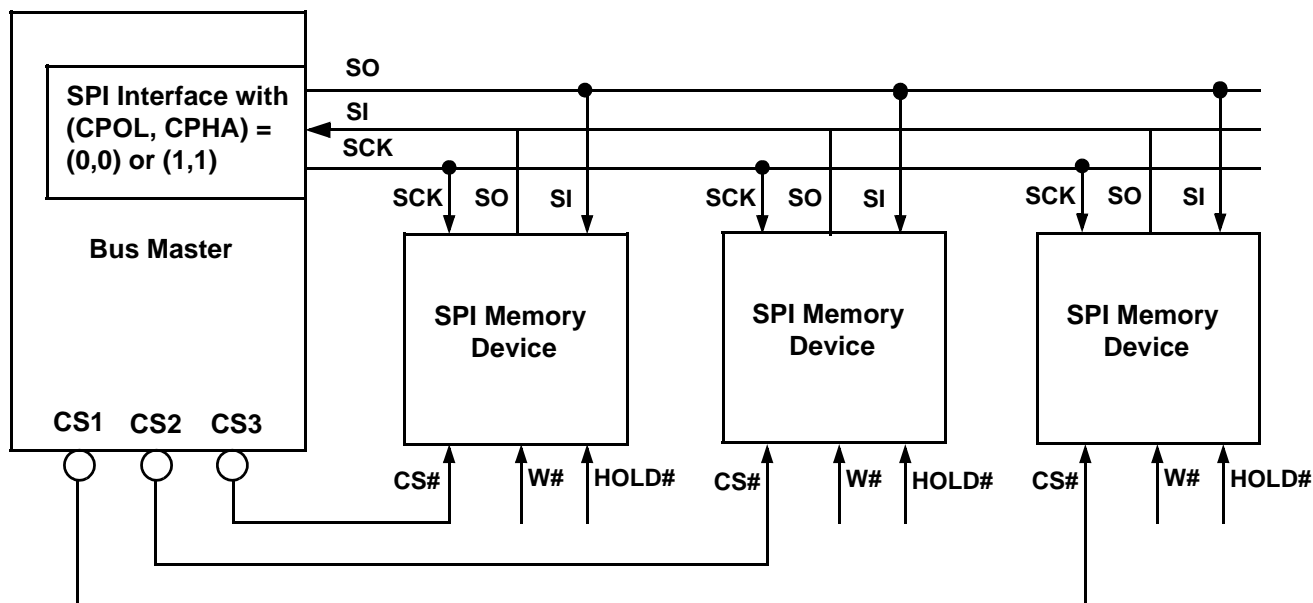 SO
SPI Interface with
(CPOL, CPHA) =
(0,0) or (1,1)
SI
SCK
SCK SO SI
SCK SO SI
SCK SO SI
Bus Master
SPI Memory
Device
SPI Memory
Device
SPI Memory
Device
CS1 CS2 CS3
CS# W# HOLD#
CS# W# HOLD#
CS# W# HOLD#